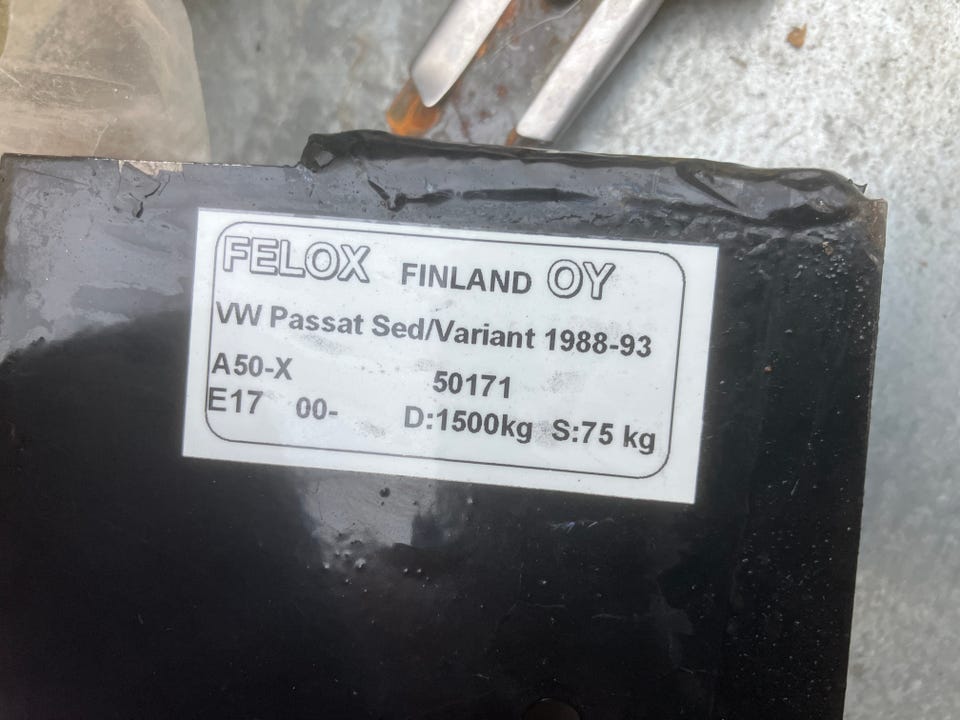 FELOX FINLAND OY
VW Passat Sed/Variant 1988-93
A50-X 50171
E17 00- D:1500kg S:75 kg